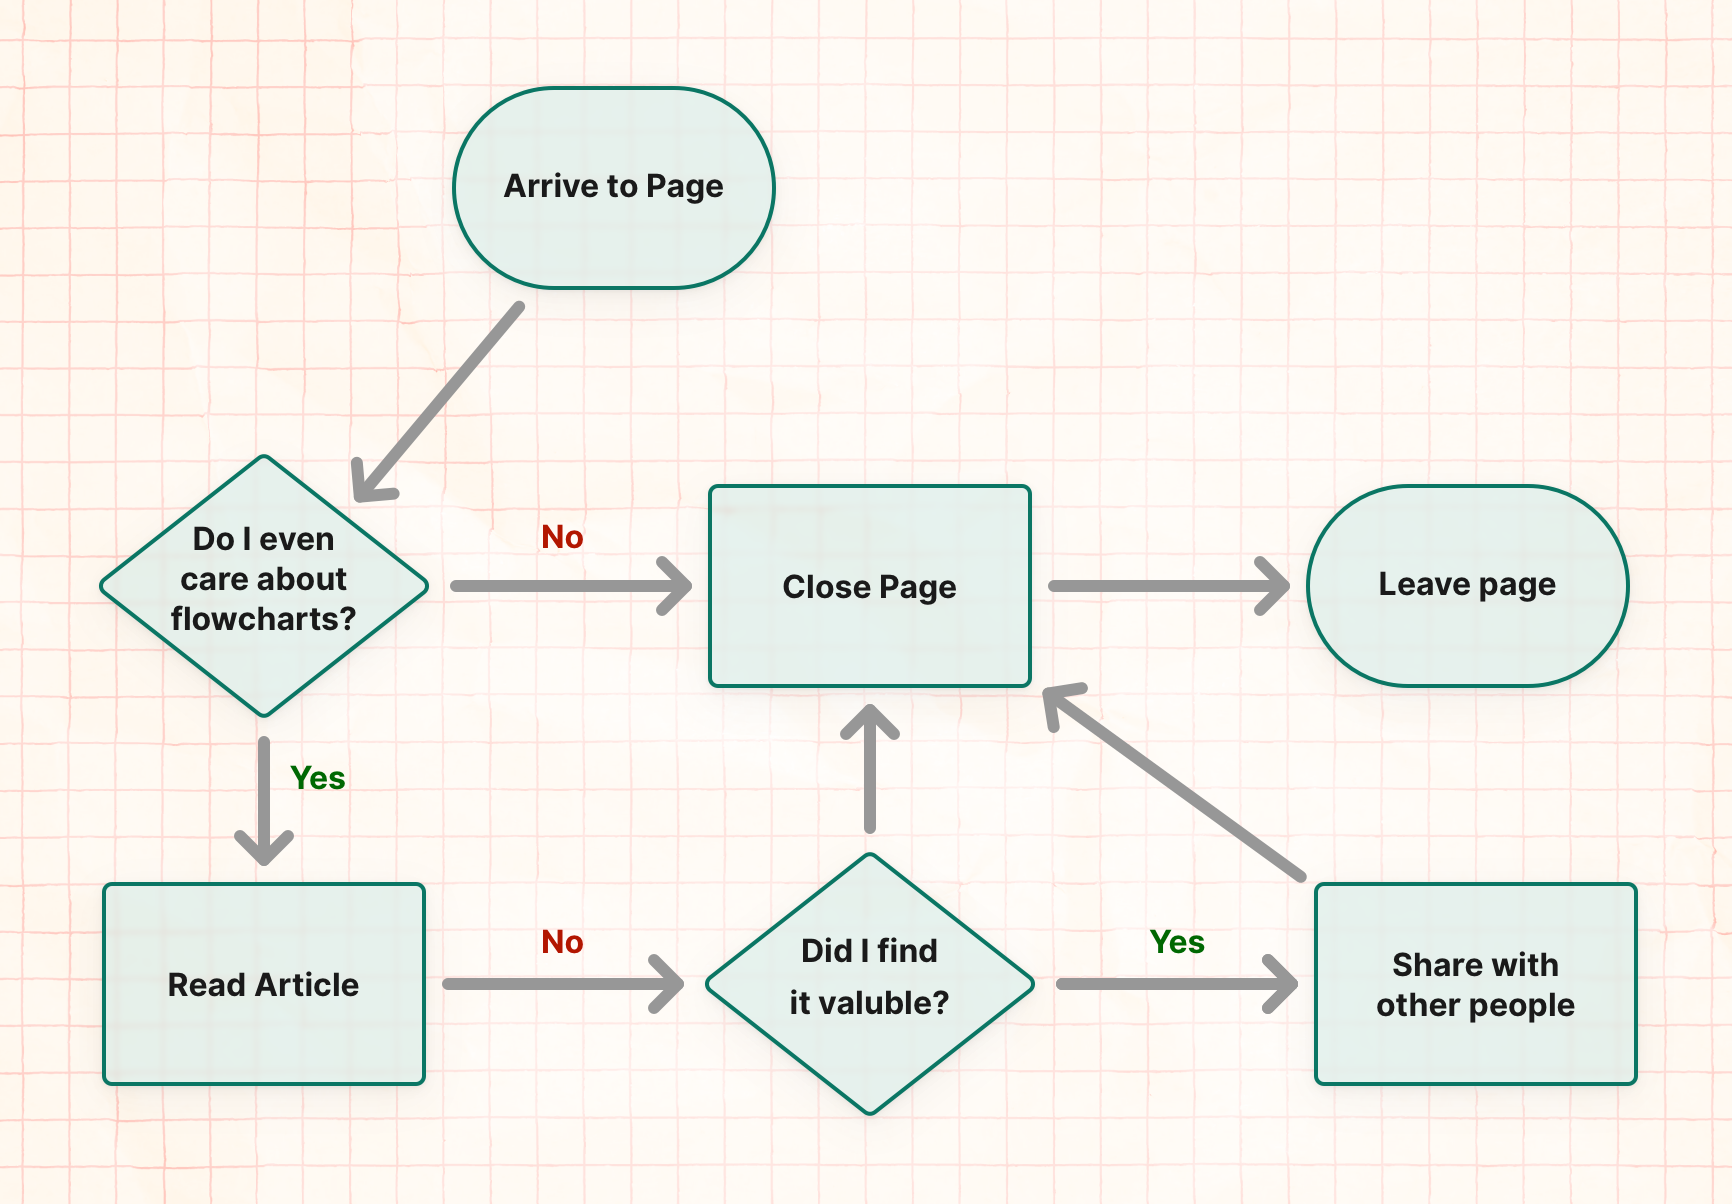 Arrive to Page
Do I even
care about
flowcharts?
No
Close Page
Leave page
Yes
Read Article
No
Did I find
it valuble?
Yes
Share with
other people